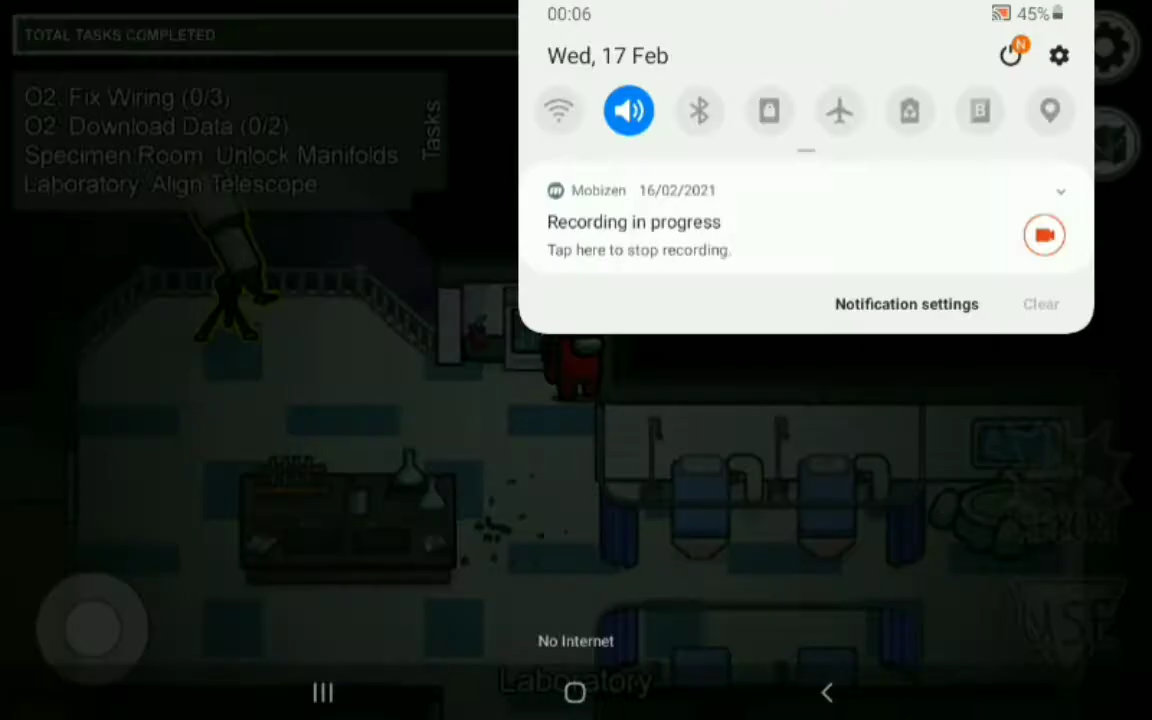 TOTAL TASKS COMPLETED
O2: Fix Wiring (0/3)
O2: Download Data (0/2)
Specimen Room: Unlock Manifolds
Laboratory: Align Telescope
Tasks
00:06
45%
Wed, 17 Feb
N
B
Mobizen 16/02/2021
Recording in progress
Tap here to stop recording.
Notification settings
Clear
REPORT
USE
No Internet
Laboratory